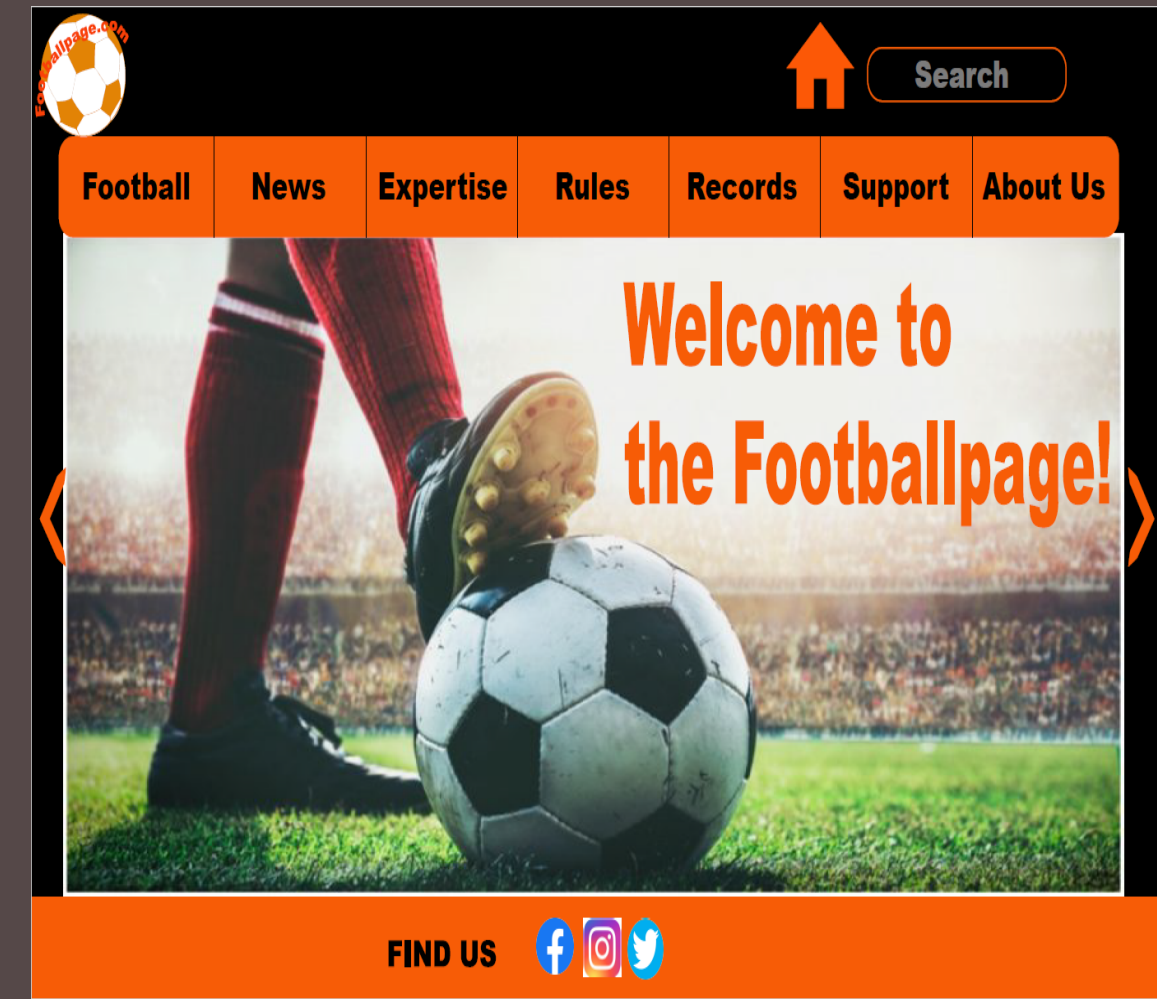 Footballpage.com
Search
Football News Expertise Rules Records Support About Us
Welcome to
the Footballpage!
FIND US